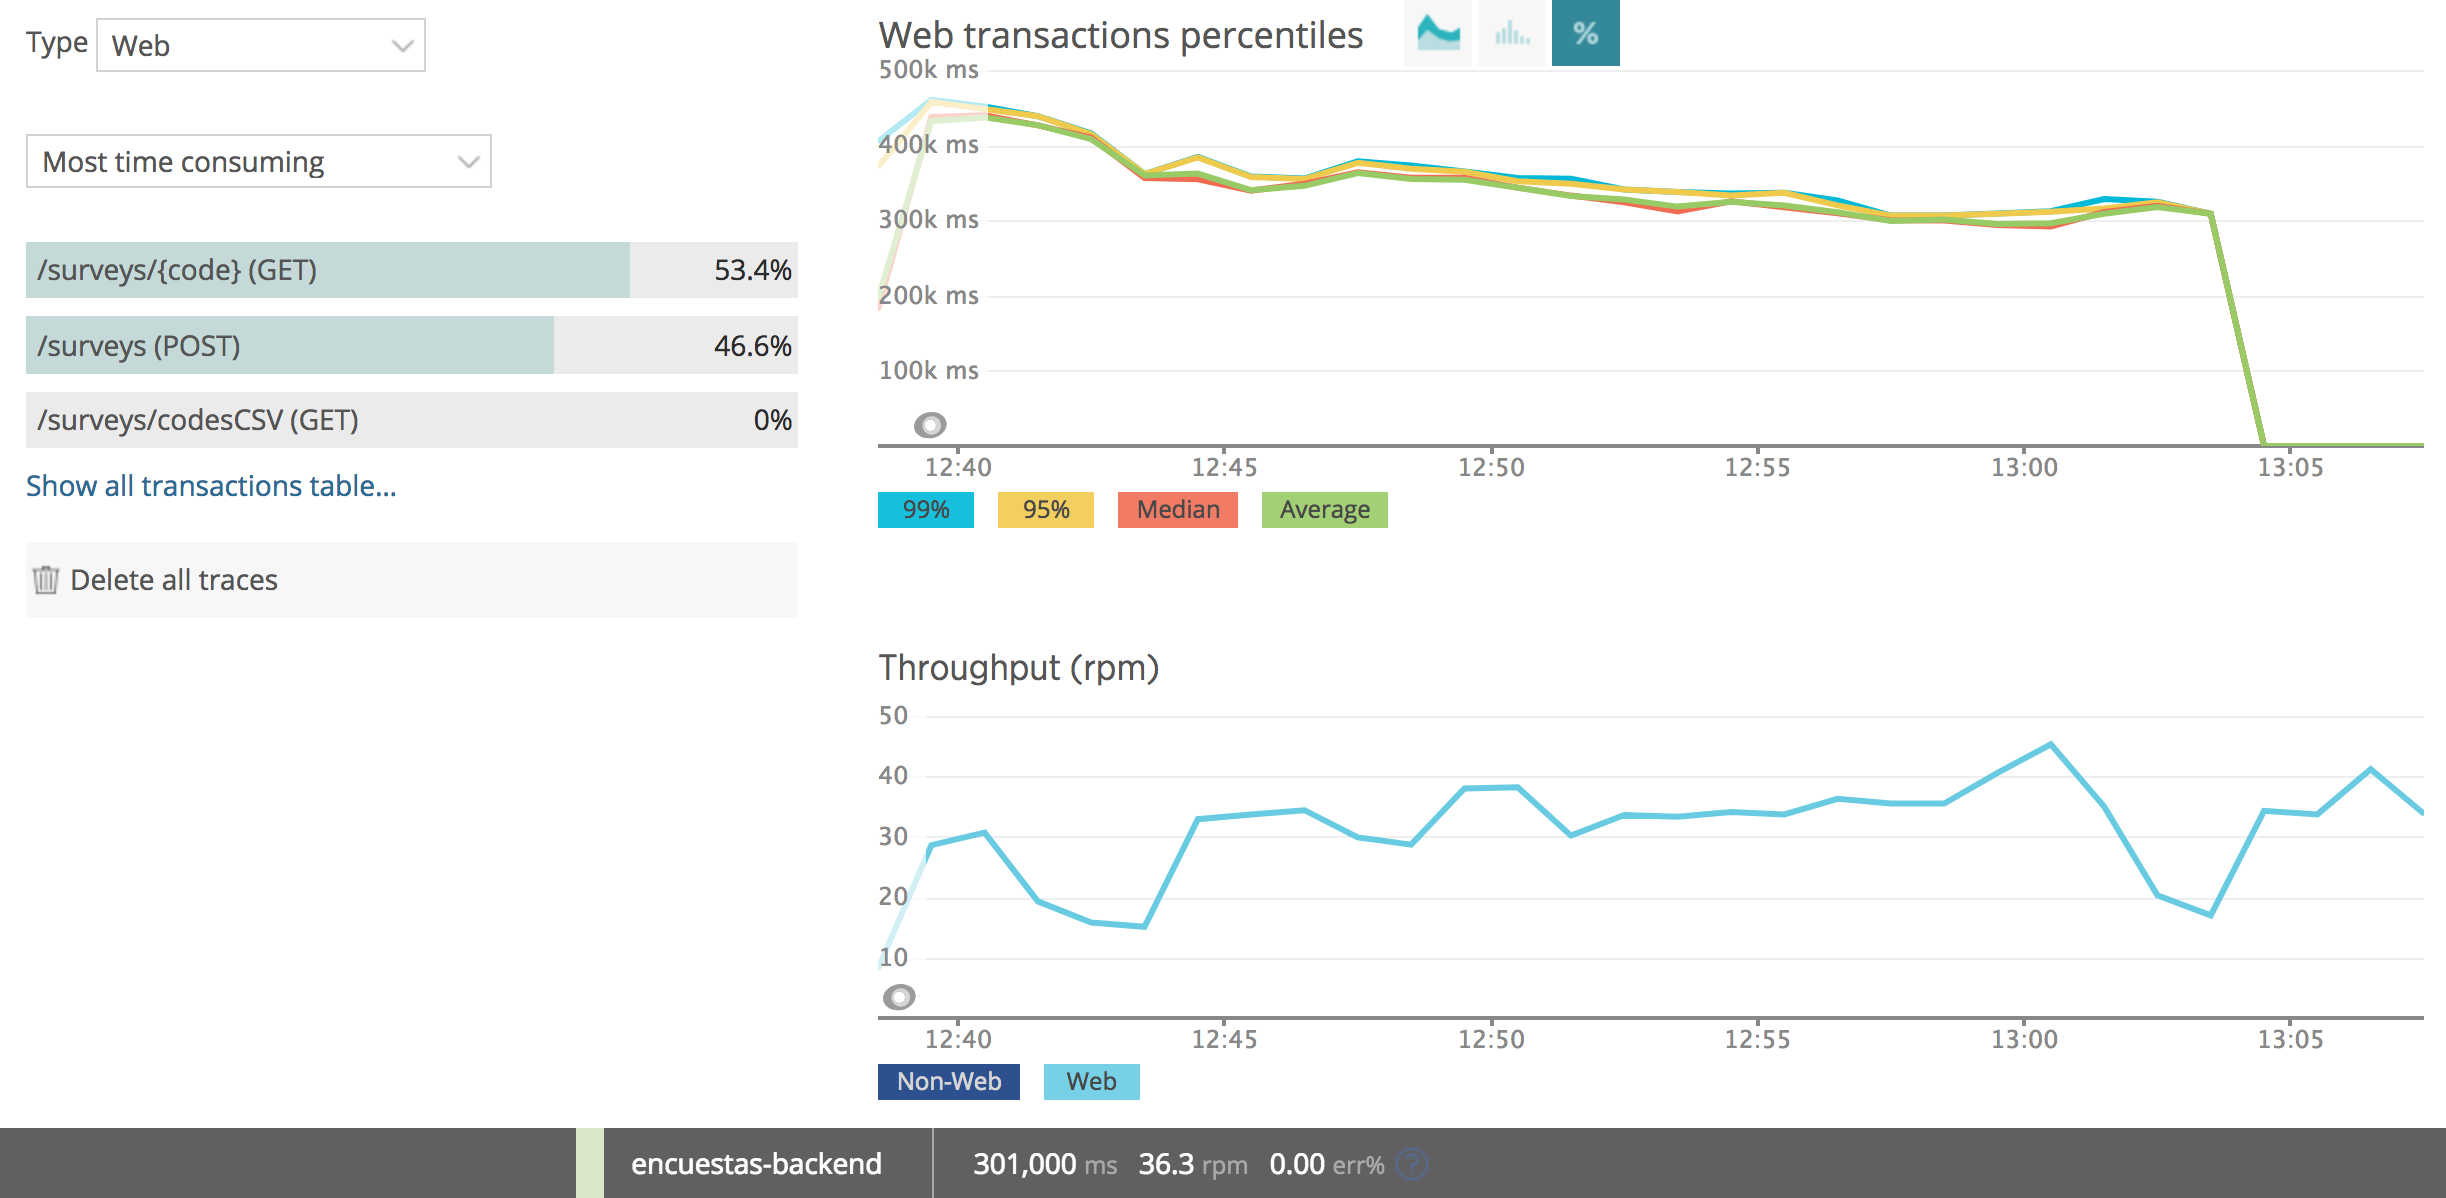 Type Web
Most time consuming
/surveys/{code} (GET) 53.4%
/surveys (POST) 46.6%
/surveys/codesCSV (GET) 0%
Show all transactions table...
Delete all traces
Web transactions percentiles %
500k ms
400k ms
300k ms
200k ms
100k ms
12:40 12:45 12:50 12:55 13:00 13:05
99% 95% Median Average
Throughput (rpm)
50
40
30
20
10
12:40 12:45 12:50 12:55 13:00 13:05
Non-Web Web
encuestas-backend 301,000 ms 36.3 rpm 0.00 err% ?